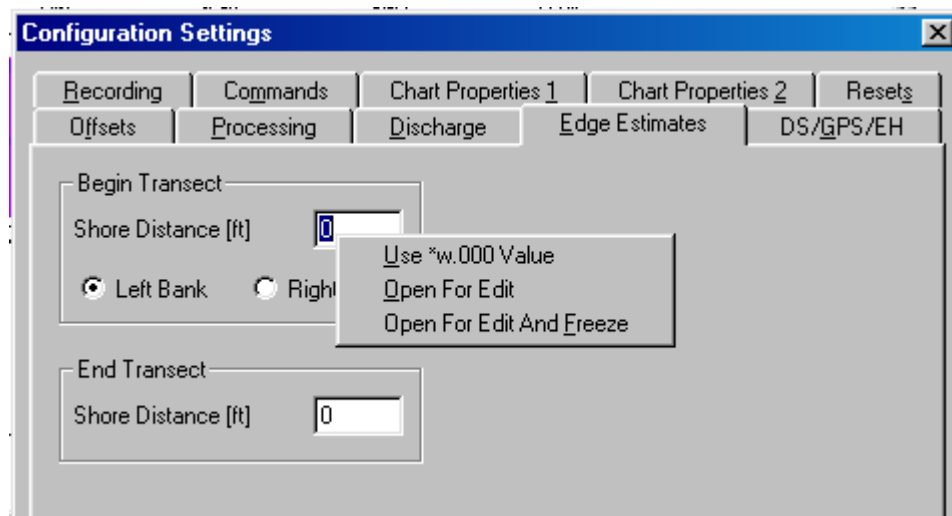 Configuration Settings
Recording Commands Chart Properties 1 Chart Properties 2 Resets
Offsets Processing Discharge Edge Estimates DS/GPS/EH
Begin Transect
Shore Distance [ft] 0
Use *w.000 Value
Left Bank Right Open For Edit
Open For Edit And Freeze
End Transect
Shore Distance [ft] 0